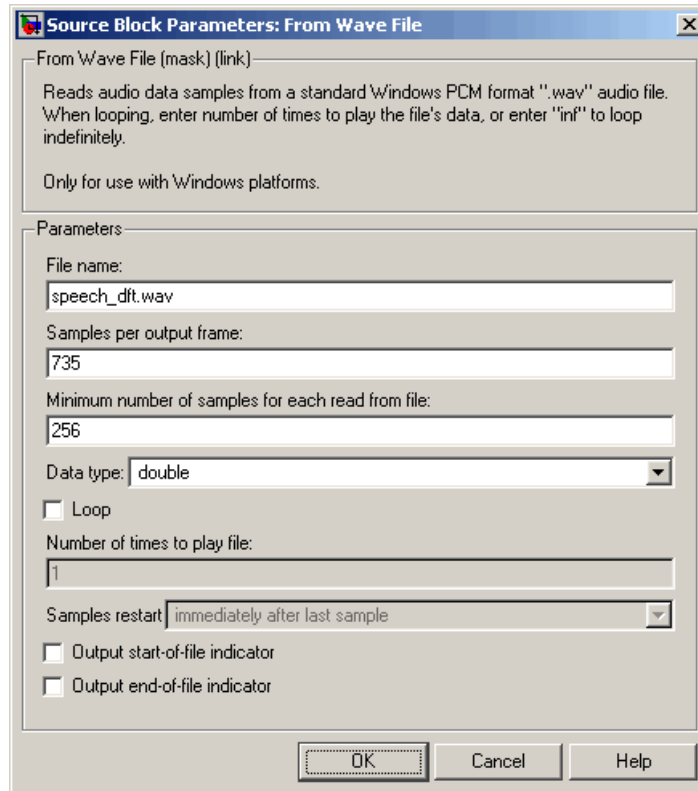 Source Block Parameters: From Wave File
From Wave File (mask) (link)
Reads audio data samples from a standard Windows PCM format ".wav" audio file.
When looping, enter number of times to play the file's data, or enter "inf" to loop
indefinitely.
Only for use with Windows platforms.
Parameters
File name:
speech_dft.wav
Samples per output frame:
735
Minimum number of samples for each read from file:
256
Data type: double
Loop
Number of times to play file:
1
Samples restart immediately after last sample
Output start-of-file indicator
Output end-of-file indicator
OK Cancel Help